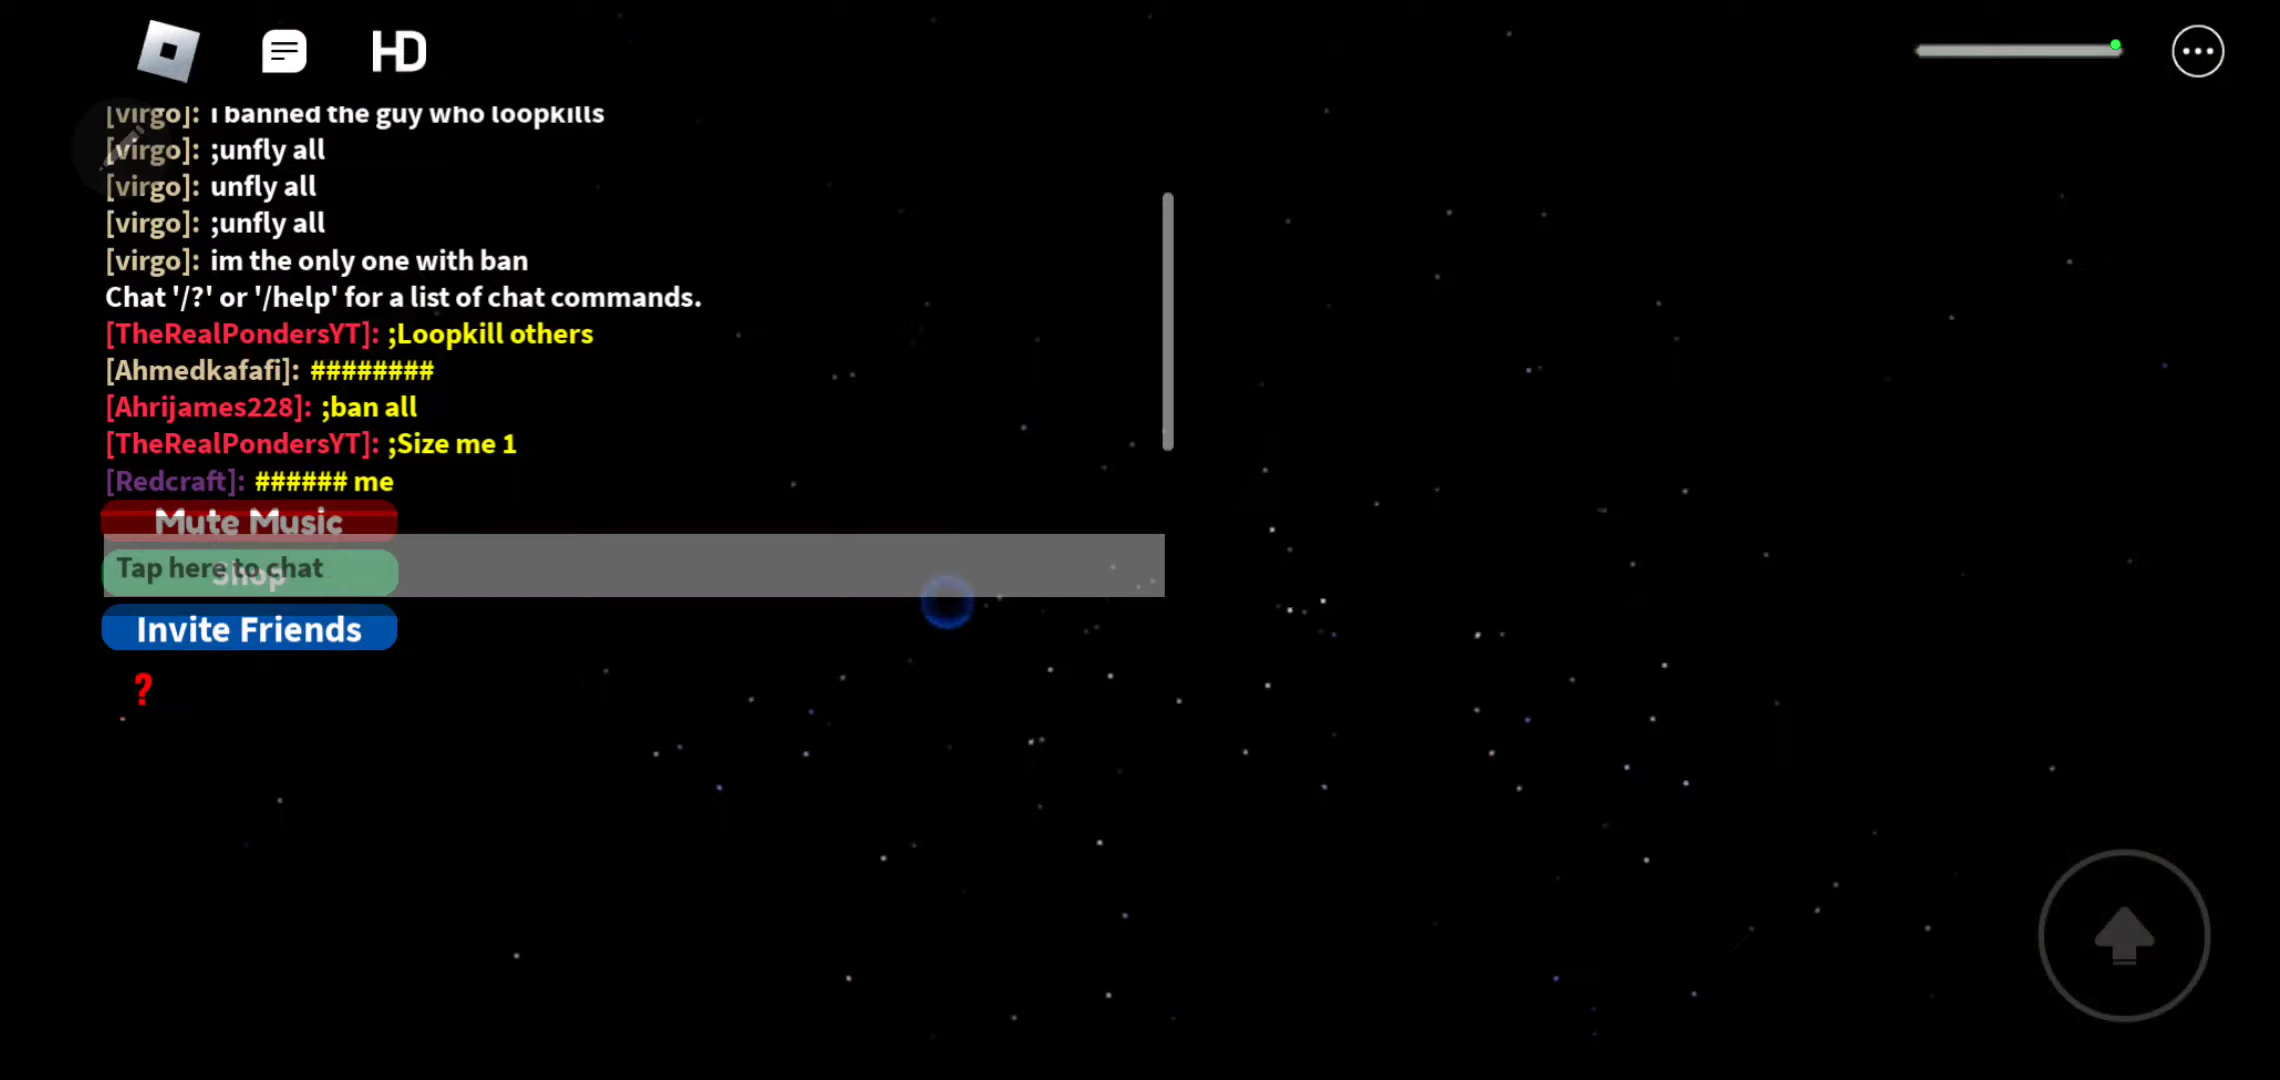 HD
[virgo]: i banned the guy who loopkills
[virgo]: ;unfly all
[virgo]: unfly all
[virgo]: ;unfly all
[virgo]: im the only one with ban
Chat '/?' or '/help' for a list of chat commands.
[TheRealPondersYT]: ;Loopkill others
[Ahmedkafafi]: ########
[Ahrijames228]: ;ban all
[TheRealPondersYT]: ;Size me 1
[Redcraft]: ###### me
Mute Music
Tap here to chat
Shop
Invite Friends
?